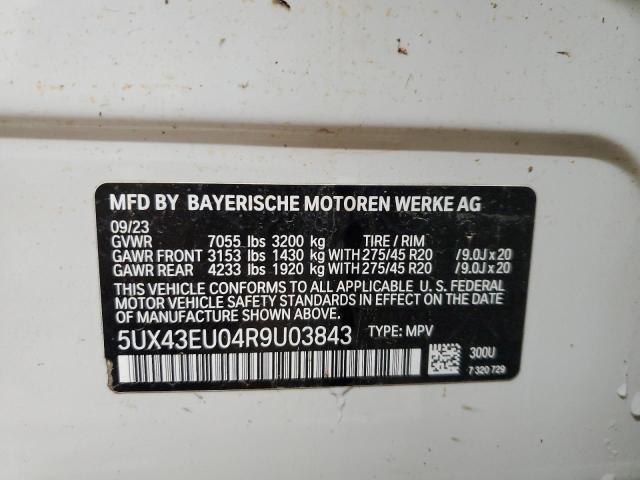 MFD BY BAYERISCHE MOTOREN WERKE AG
09/23
GVWR 7055 lbs 3200 kg TIRE / RIM
GAWR FRONT 3153 lbs 1430 kg WITH 275/45 R20 / 9.0J x 20
GAWR REAR 4233 lbs 1920 kg WITH 275/45 R20 / 9.0J x 20
THIS VEHICLE CONFORMS TO ALL APPLICABLE U. S. FEDERAL
MOTOR VEHICLE SAFETY STANDARDS IN EFFECT ON THE DATE
OF MANUFACTURE SHOWN ABOVE.
5UX43EU04R9U03843 TYPE: MPV
300U
7 320 729